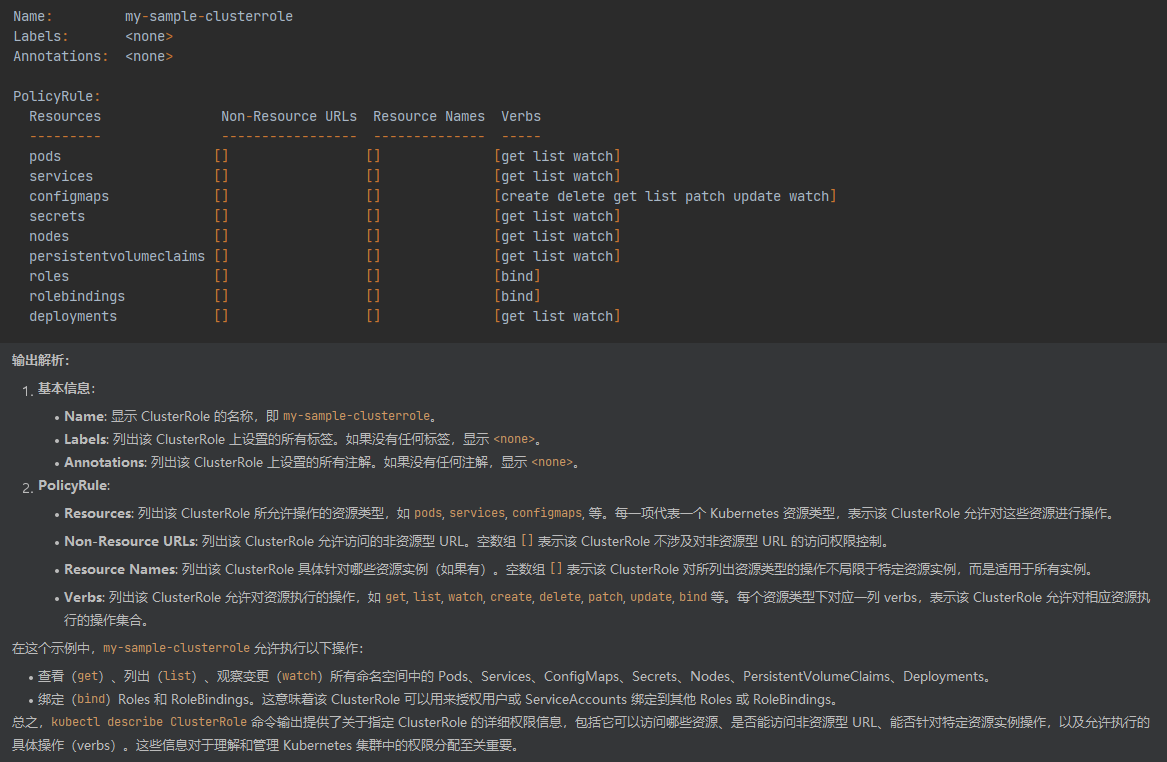 Name:         my-sample-clusterrole
Labels:       <none>
Annotations:  <none>
PolicyRule:
  Resources               Non-Resource URLs  Resource Names  Verbs
  ---------               -----------------  --------------  -----
  pods                   []                 []              [get list watch]
  services               []                 []              [get list watch]
  configmaps             []                 []              [create delete get list patch update watch]
  secrets                []                 []              [get list watch]
  nodes                  []                 []              [get list watch]
  persistentvolumeclaims []                 []              [get list watch]
  roles                  []                 []              [bind]
  rolebindings           []                 []              [bind]
  deployments            []                 []              [get list watch]
输出解析:
1. 基本信息:
• Name: 显示 ClusterRole 的名称，即 my-sample-clusterrole。
• Labels: 列出该 ClusterRole 上设置的所有标签。如果没有任何标签，显示 <none>。
• Annotations: 列出该 ClusterRole 上设置的所有注解。如果没有任何注解，显示 <none>。
2. PolicyRule:
• Resources: 列出该 ClusterRole 所允许操作的资源类型，如 pods, services, configmaps, 等。每一项代表一个 Kubernetes 资源类型，表示该 ClusterRole 允许对这些资源进行操作。
• Non-Resource URLs: 列出该 ClusterRole 允许访问的非资源型 URL。空数组 [] 表示该 ClusterRole 不涉及对非资源型 URL 的访问权限控制。
• Resource Names: 列出该 ClusterRole 具体针对哪些资源实例（如果有）。空数组 [] 表示该 ClusterRole 对所列出资源类型的操作不局限于特定资源实例，而是适用于所有实例。
• Verbs: 列出该 ClusterRole 允许对资源执行的操作，如 get, list, watch, create, delete, patch, update, bind 等。每个资源类型下对应一列 verbs，表示该 ClusterRole 允许对相应资源执
行的操作集合。
在这个示例中，my-sample-clusterrole 允许执行以下操作:
• 查看（get）、列出（list）、观察变更（watch）所有命名空间中的 Pods、Services、ConfigMaps、Secrets、Nodes、PersistentVolumeClaims、Deployments。
• 绑定（bind）Roles 和 RoleBindings。这意味着该 ClusterRole 可以用来授权用户或 ServiceAccounts 绑定到其他 Roles 或 RoleBindings。
总之，kubectl describe ClusterRole 命令输出提供了关于指定 ClusterRole 的详细权限信息，包括它可以访问哪些资源、是否能访问非资源型 URL、能否针对特定资源实例操作，以及允许执行的
具体操作（verbs）。这些信息对于理解和管理 Kubernetes 集群中的权限分配至关重要。